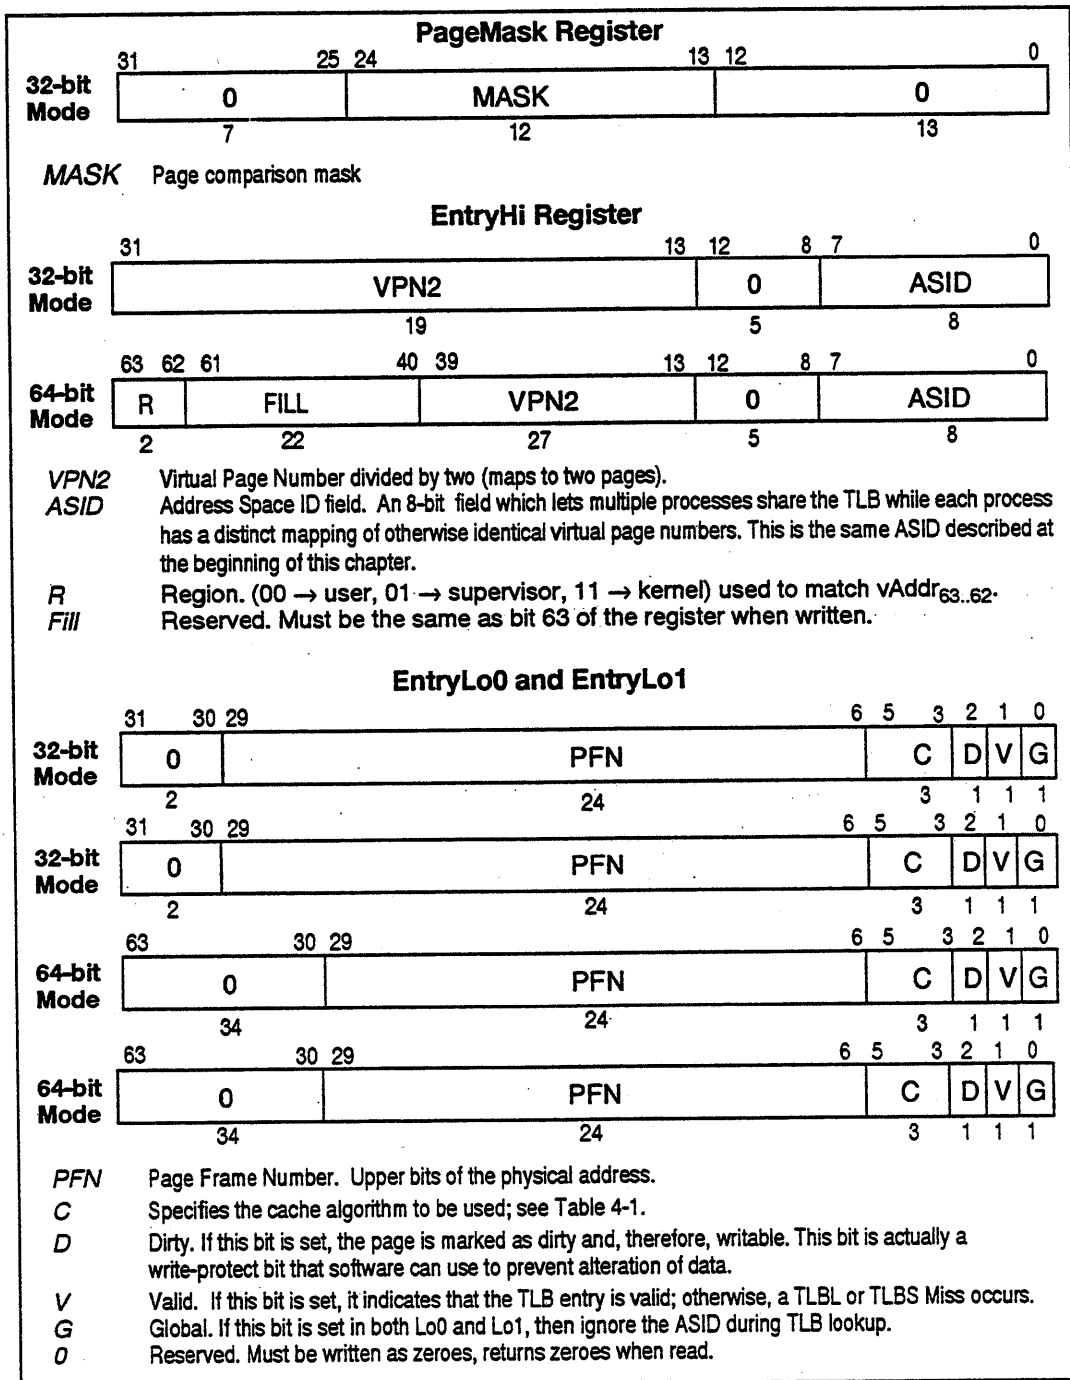 PageMask Register
31 25 24 13 12 0
32-bit Mode 0 MASK 0
7 12 13
MASK Page comparison mask
EntryHi Register
31 13 12 8 7 0
32-bit Mode VPN2 0 ASID
19 5 8
63 62 61 40 39 13 12 8 7 0
64-bit Mode R FILL VPN2 0 ASID
2 22 27 5 8
VPN2 Virtual Page Number divided by two (maps to two pages).
ASID Address Space ID field. An 8-bit field which lets multiple processes share the TLB while each process
has a distinct mapping of otherwise identical virtual page numbers. This is the same ASID described at
the beginning of this chapter.
R Region. (00 → user, 01 → supervisor, 11 → kernel) used to match vAddr63..62.
Fill Reserved. Must be the same as bit 63 of the register when written.
EntryLo0 and EntryLo1
31 30 29 6 5 3 2 1 0
32-bit Mode 0 PFN C D V G
2 24 3 1 1 1
31 30 29 6 5 3 2 1 0
32-bit Mode 0 PFN C D V G
2 24 3 1 1 1
63 30 29 6 5 3 2 1 0
64-bit Mode 0 PFN C D V G
34 24 3 1 1 1
63 30 29 6 5 3 2 1 0
64-bit Mode 0 PFN C D V G
34 24 3 1 1 1
PFN Page Frame Number. Upper bits of the physical address.
C Specifies the cache algorithm to be used; see Table 4-1.
D Dirty. If this bit is set, the page is marked as dirty and, therefore, writable. This bit is actually a
write-protect bit that software can use to prevent alteration of data.
V Valid. If this bit is set, it indicates that the TLB entry is valid; otherwise, a TLBL or TLBS Miss occurs.
G Global. If this bit is set in both Lo0 and Lo1, then ignore the ASID during TLB lookup.
0 Reserved. Must be written as zeroes, returns zeroes when read.